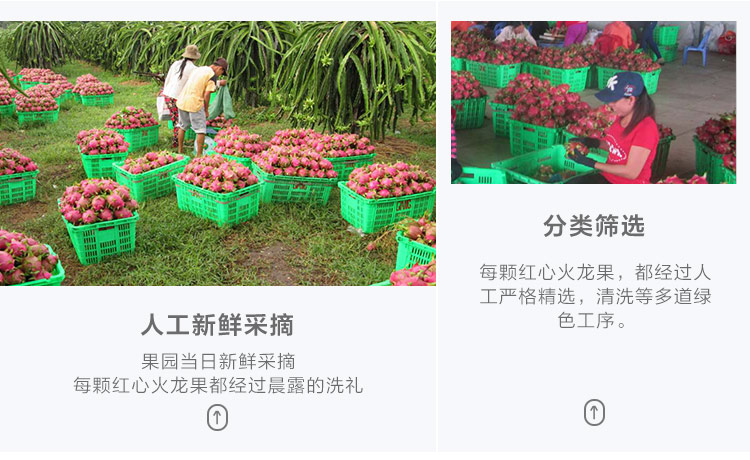 人工新鲜采摘
果园当日新鲜采摘
每颗红心火龙果都经过晨露的洗礼
分类筛选
每颗红心火龙果，都经过人
工严格精选，清洗等多道绿
色工序。